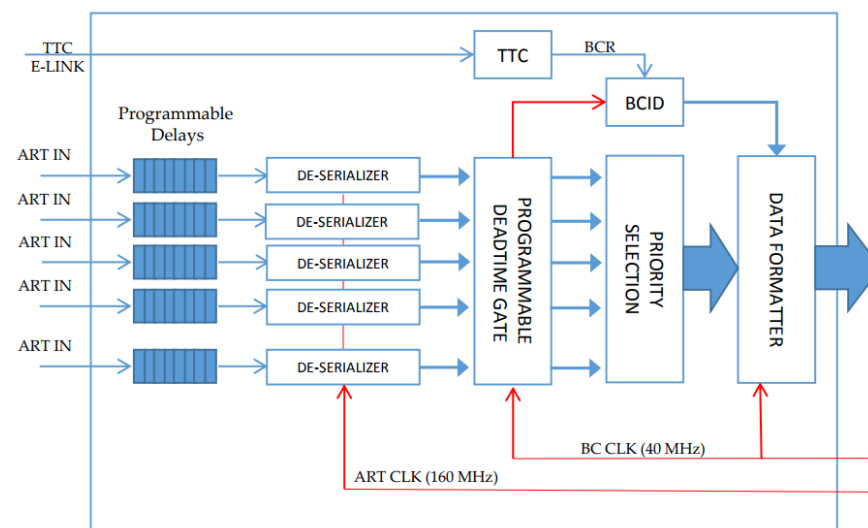 TTC
E-LINK
TTC
BCR
BCID
Programmable
Delays
ART IN
DE-SERIALIZER
ART IN
DE-SERIALIZER
ART IN
DE-SERIALIZER
ART IN
DE-SERIALIZER
ART IN
DE-SERIALIZER
PROGRAMMABLE
DEADTIME GATE
PRIORITY
SELECTION
DATA FORMATTER
BC CLK (40 MHz)
ART CLK (160 MHz)